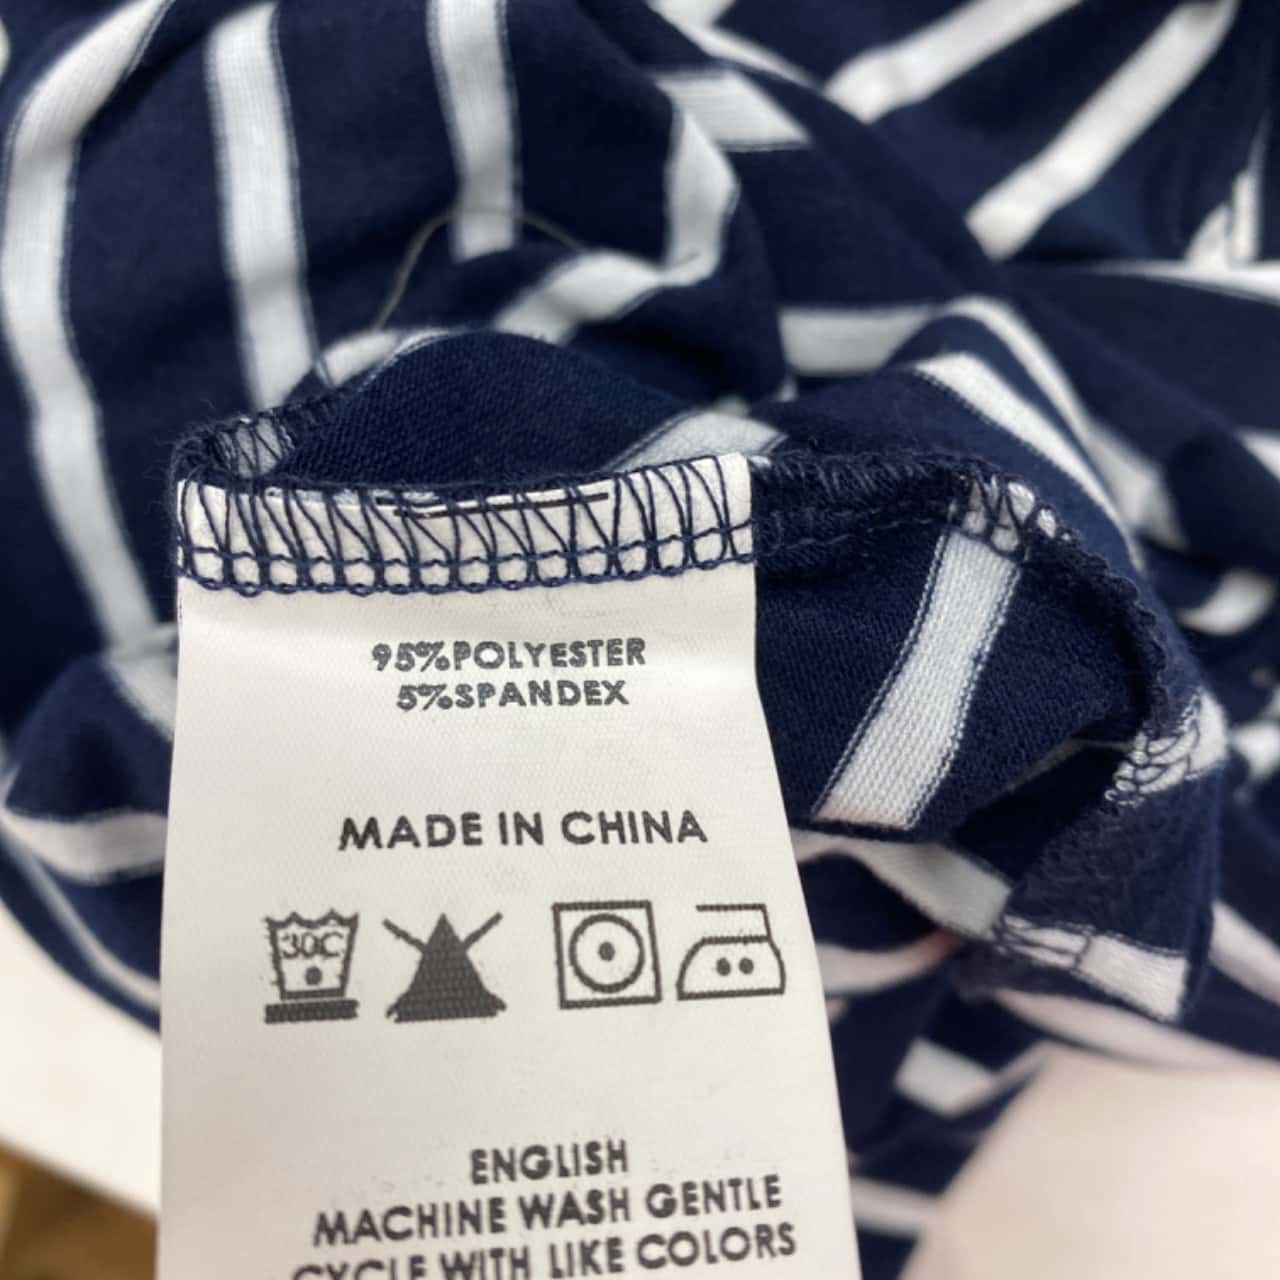 95%POLYESTER
5%SPANDEX
MADE IN CHINA
30C
ENGLISH
MACHINE WASH GENTLE
CYCLE WITH LIKE COLORS